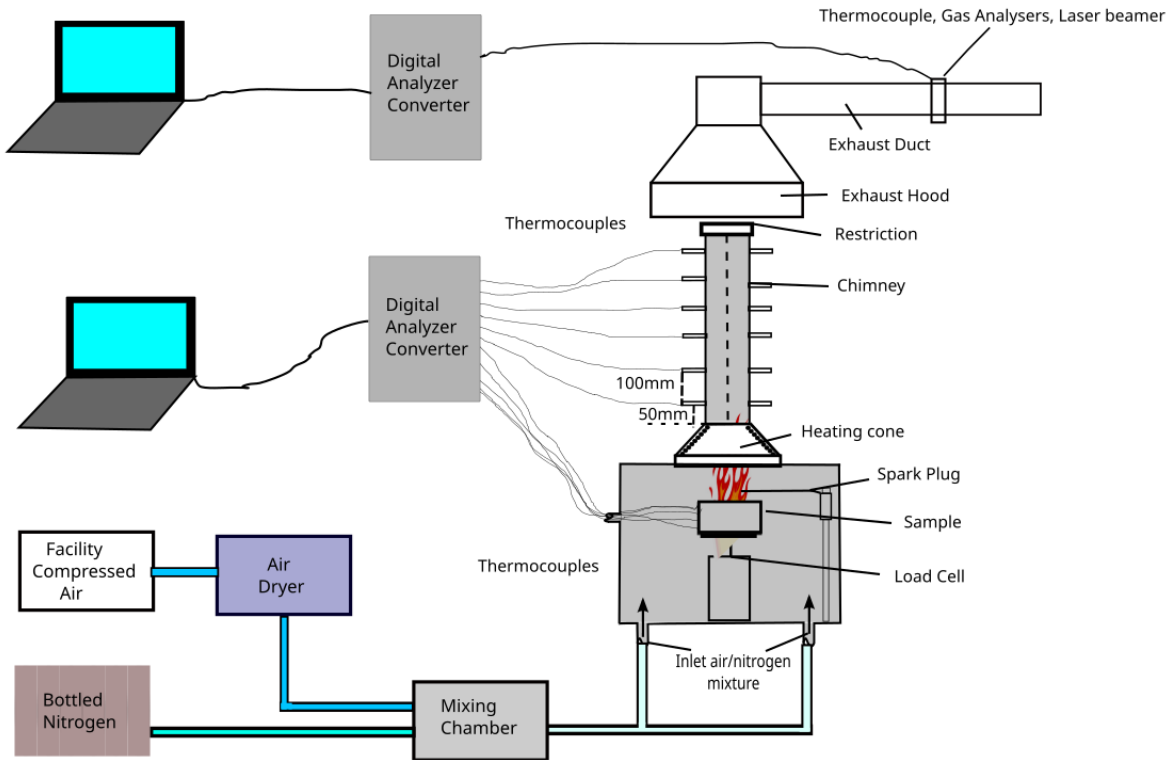 Thermocouple, Gas Analysers, Laser beamer
Digital
Analyzer
Converter
Exhaust Duct
Exhaust Hood
Thermocouples
Restriction
Chimney
Digital
Analyzer
Converter
100mm
50mm
Heating cone
Spark Plug
Sample
Thermocouples
Load Cell
Facility
Compressed
Air
Air
Dryer
Inlet air/nitrogen
mixture
Bottled
Nitrogen
Mixing
Chamber